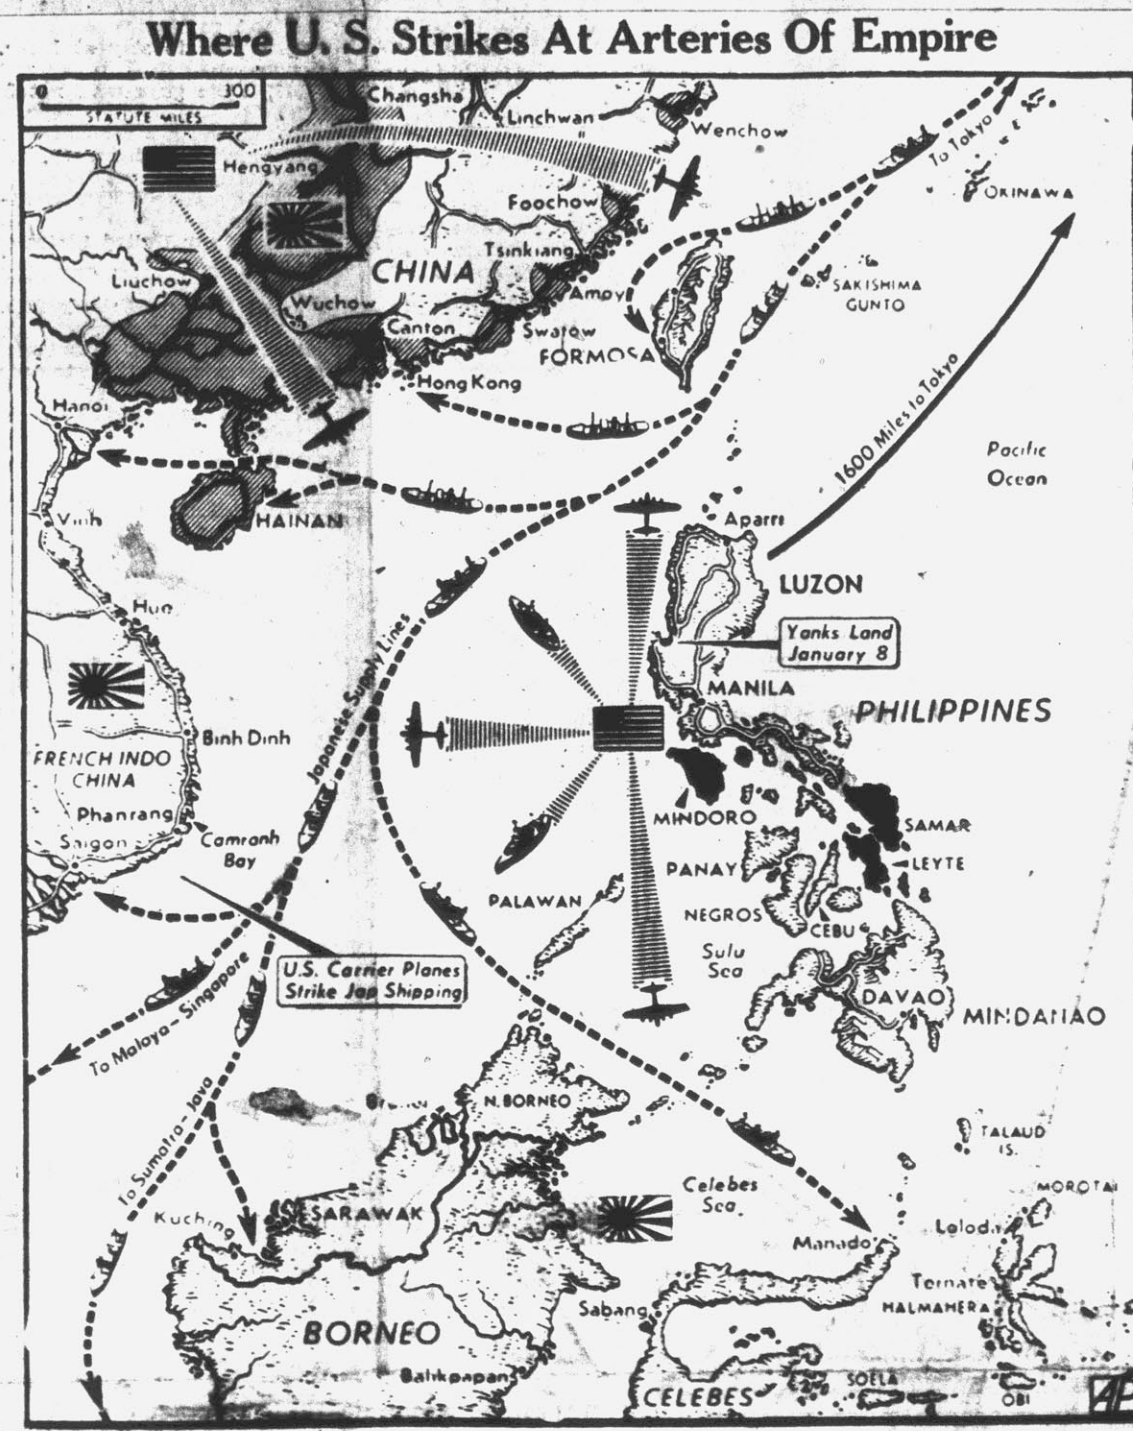 Where U. S. Strikes At Arteries Of Empire
0 300
STATUTE MILES
Changsha
Linchwan
Wenchow
To Tokyo
Hengyang
OKINAWA
Foochow
Tsinkiang
CHINA
Liuchow
Amoy
SAKISHIMA
GUNTO
Wuchow
Canton
Swatow
FORMOSA
Hong Kong
Hanoi
1600 Miles to Tokyo
Pacific
Ocean
Vinh
HAINAN
Aparri
LUZON
Hue
Yanks Land
January 8
Japanese Supply Lines
MANILA
PHILIPPINES
Binh Dinh
FRENCH INDO
CHINA
Phanrang
MINDORO
SAMAR
Saigon
Camranh
Bay
PANAY
LEYTE
PALAWAN
NEGROS
CEBU
Sulu
Sea
U.S. Carrier Planes
Strike Jap Shipping
DAVAO
MINDANAO
To Malaya-Singapore
N. BORNEO
To Sumatra-Java
TALAUD
IS.
Celebes
Sea
MOROTAI
Kuching
SARAWAK
Manado
Loloda
Ternate
HALMAHERA
Sabang
BORNEO
Balikpapan
CELEBES
SOELA
OBI
AP